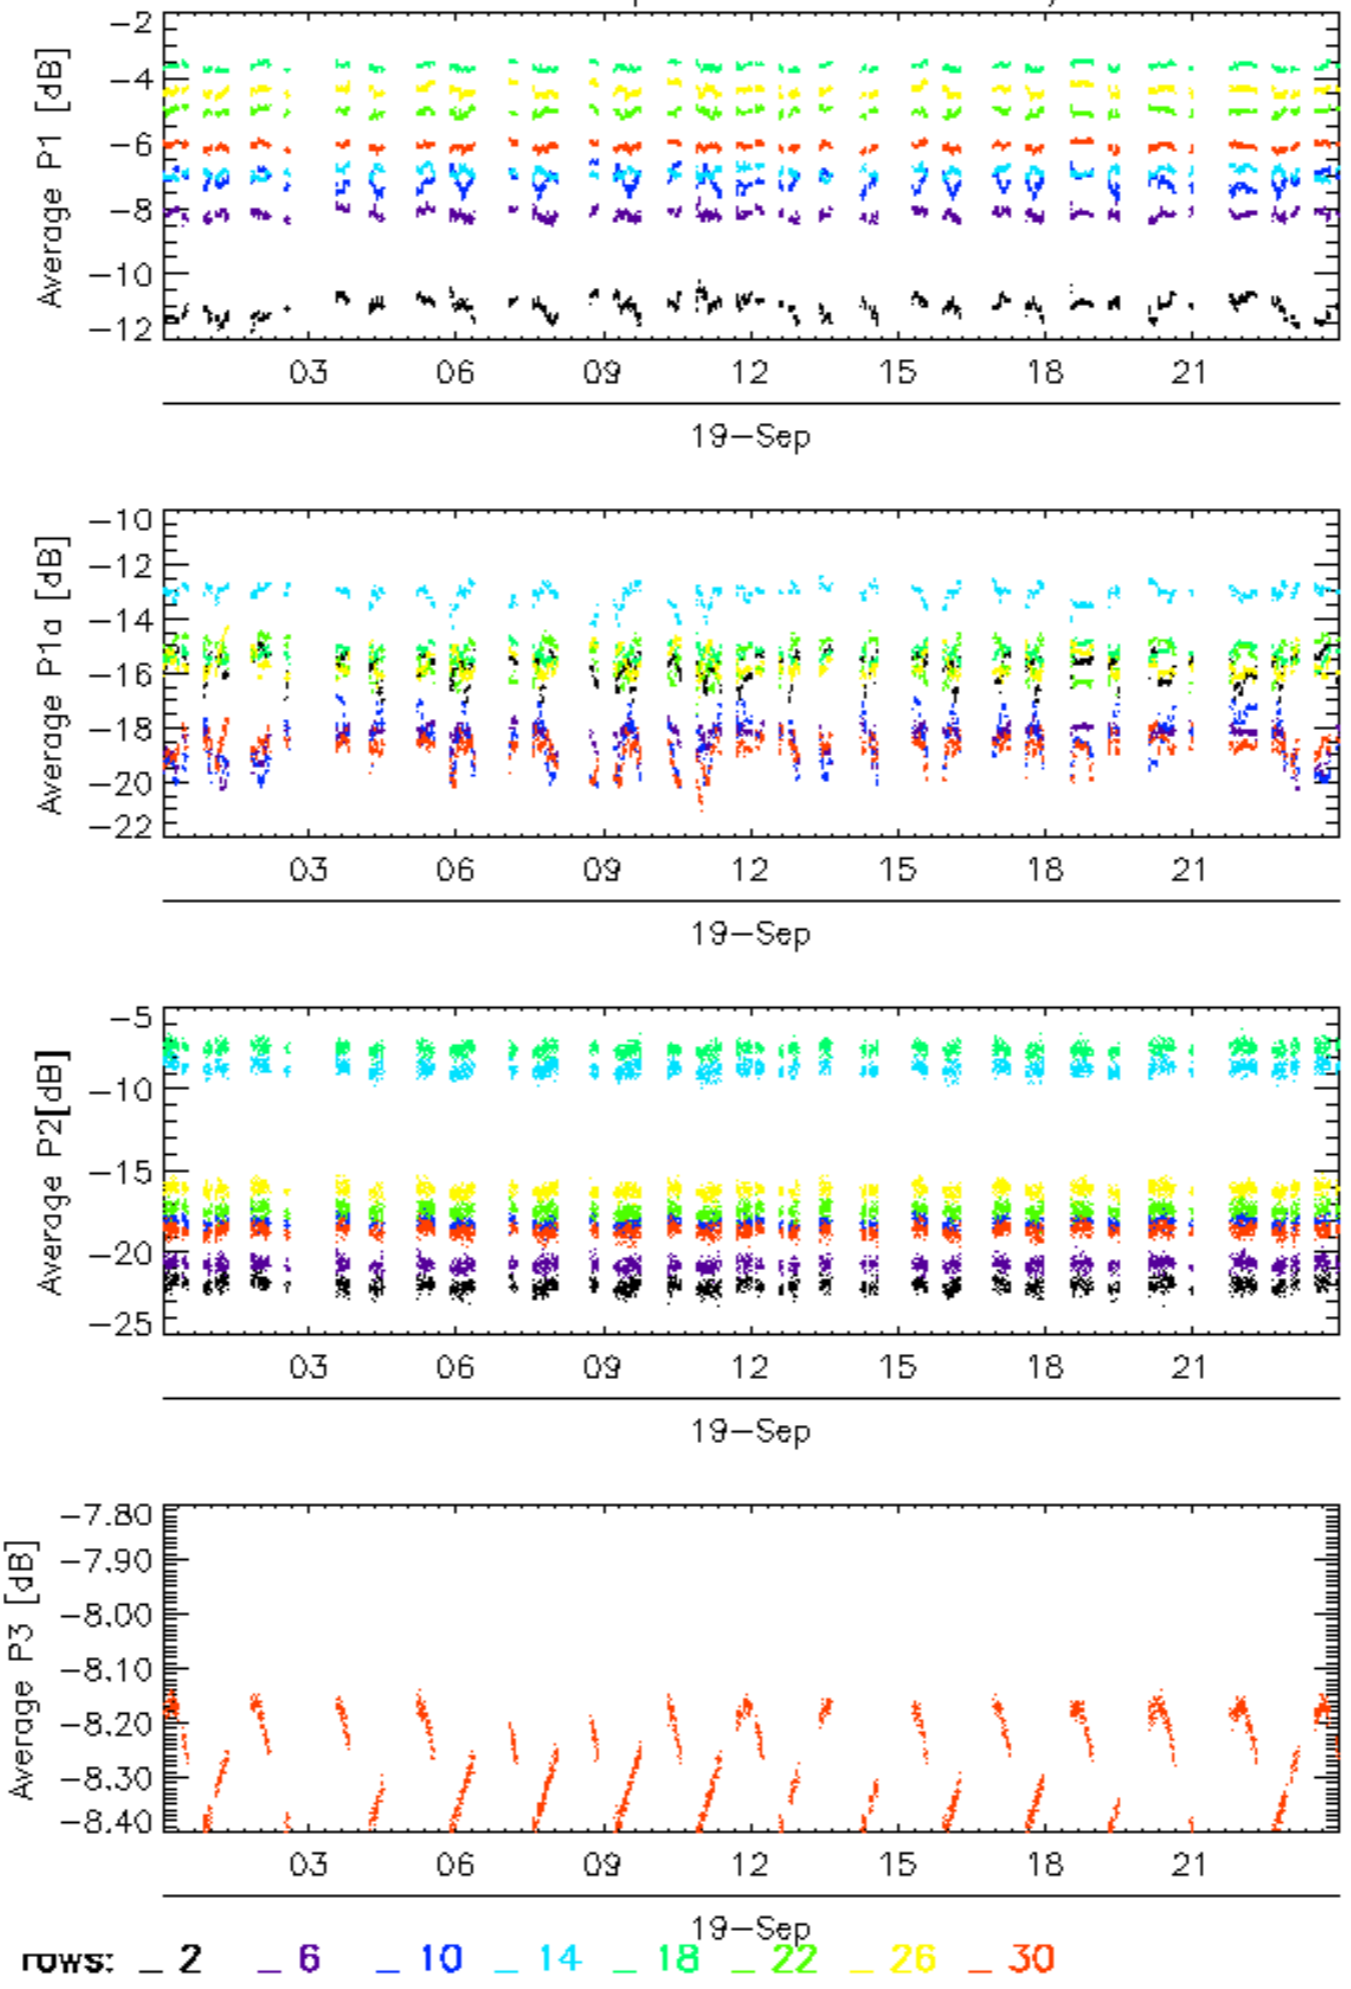 Average P1 [dB]
−2
−4
−6
−8
−10
−12
03 06 09 12 15 18 21
19−Sep
Average P1a [dB]
−10
−12
−14
−16
−18
−20
−22
03 06 09 12 15 18 21
19−Sep
Average P2[dB]
−5
−10
−15
−20
−25
03 06 09 12 15 18 21
19−Sep
Average P3 [dB]
−7.80
−7.90
−8.00
−8.10
−8.20
−8.30
−8.40
03 06 09 12 15 18 21
19−Sep
rows: _ 2 _ 6 _ 10 _ 14 _ 18 _ 22 _ 26 _ 30